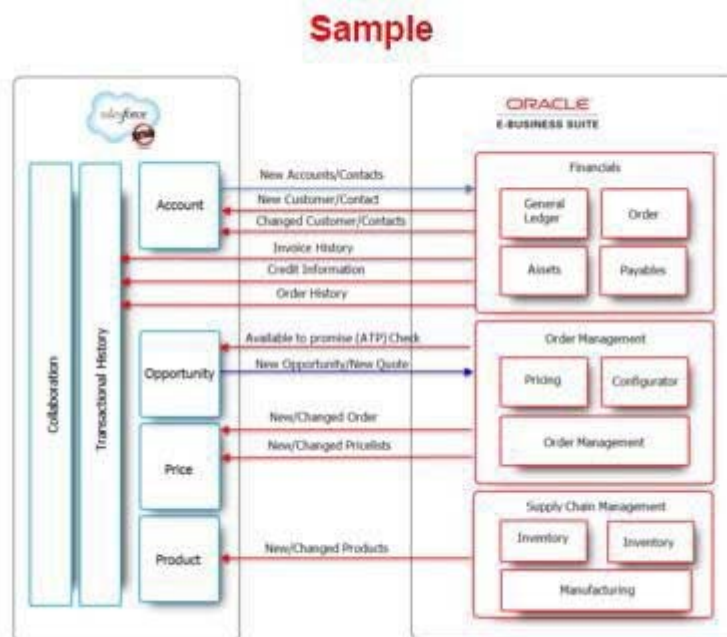 Sample
salesforce
ORACLE
E-BUSINESS SUITE
Collaboration
Transactional History
Account
Opportunity
Price
Product
New Accounts/Contacts
New Customer/Contact
Changed Customer/Contacts
Invoice History
Credit Information
Order History
Available to promise (ATP) Check
New Opportunity/New Quote
New/Changed Order
New/Changed Pricelists
New/Changed Products
Financials
General
Ledger
Order
Assets
Payables
Order Management
Pricing
Configurator
Order Management
Supply Chain Management
Inventory
Inventory
Manufacturing